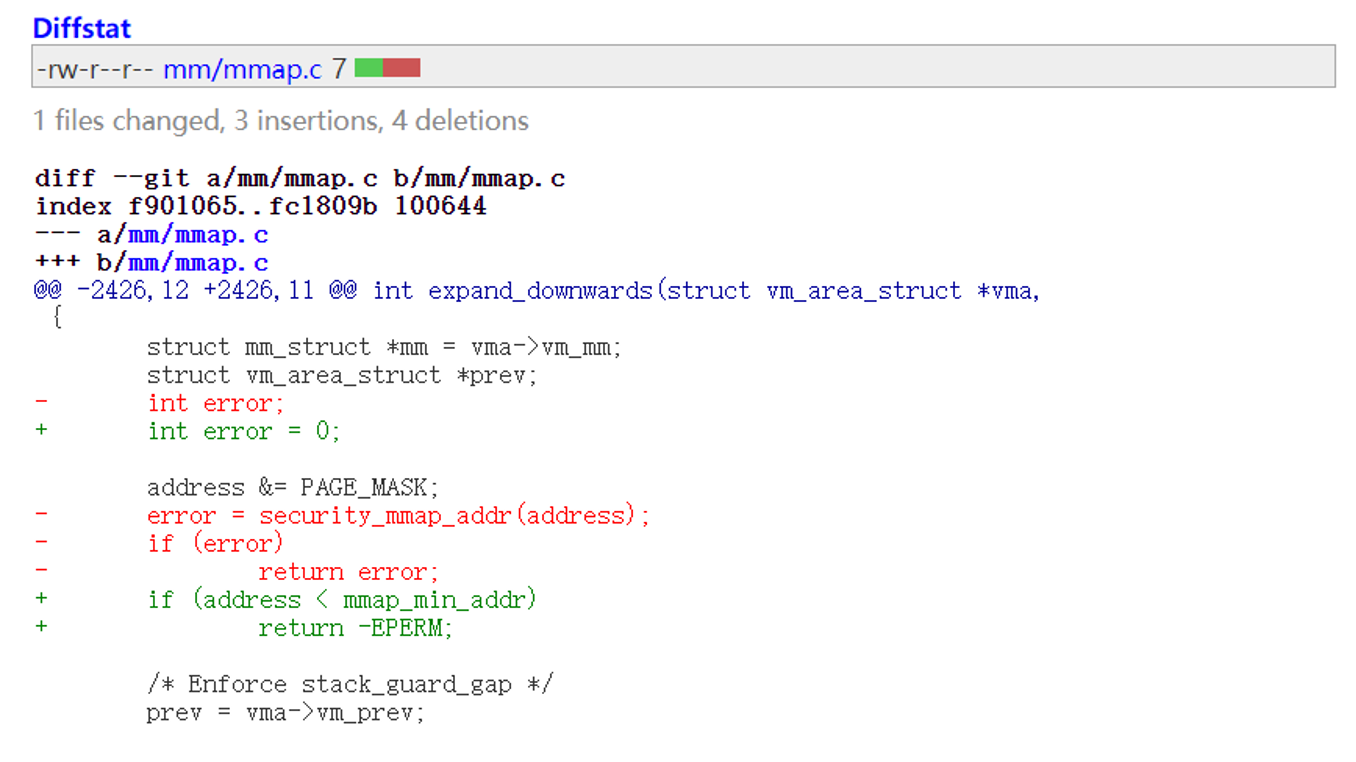 Diffstat
-rw-r--r-- mm/mmap.c 7
1 files changed, 3 insertions, 4 deletions
diff --git a/mm/mmap.c b/mm/mmap.c
index f901065..fc1809b 100644
--- a/mm/mmap.c
+++ b/mm/mmap.c
@@ -2426,12 +2426,11 @@ int expand_downwards(struct vm_area_struct *vma,
 {
 	struct mm_struct *mm = vma->vm_mm;
 	struct vm_area_struct *prev;
-	int error;
+	int error = 0;
 	address &= PAGE_MASK;
-	error = security_mmap_addr(address);
-	if (error)
-		return error;
+	if (address < mmap_min_addr)
+		return -EPERM;
 	/* Enforce stack_guard_gap */
 	prev = vma->vm_prev;